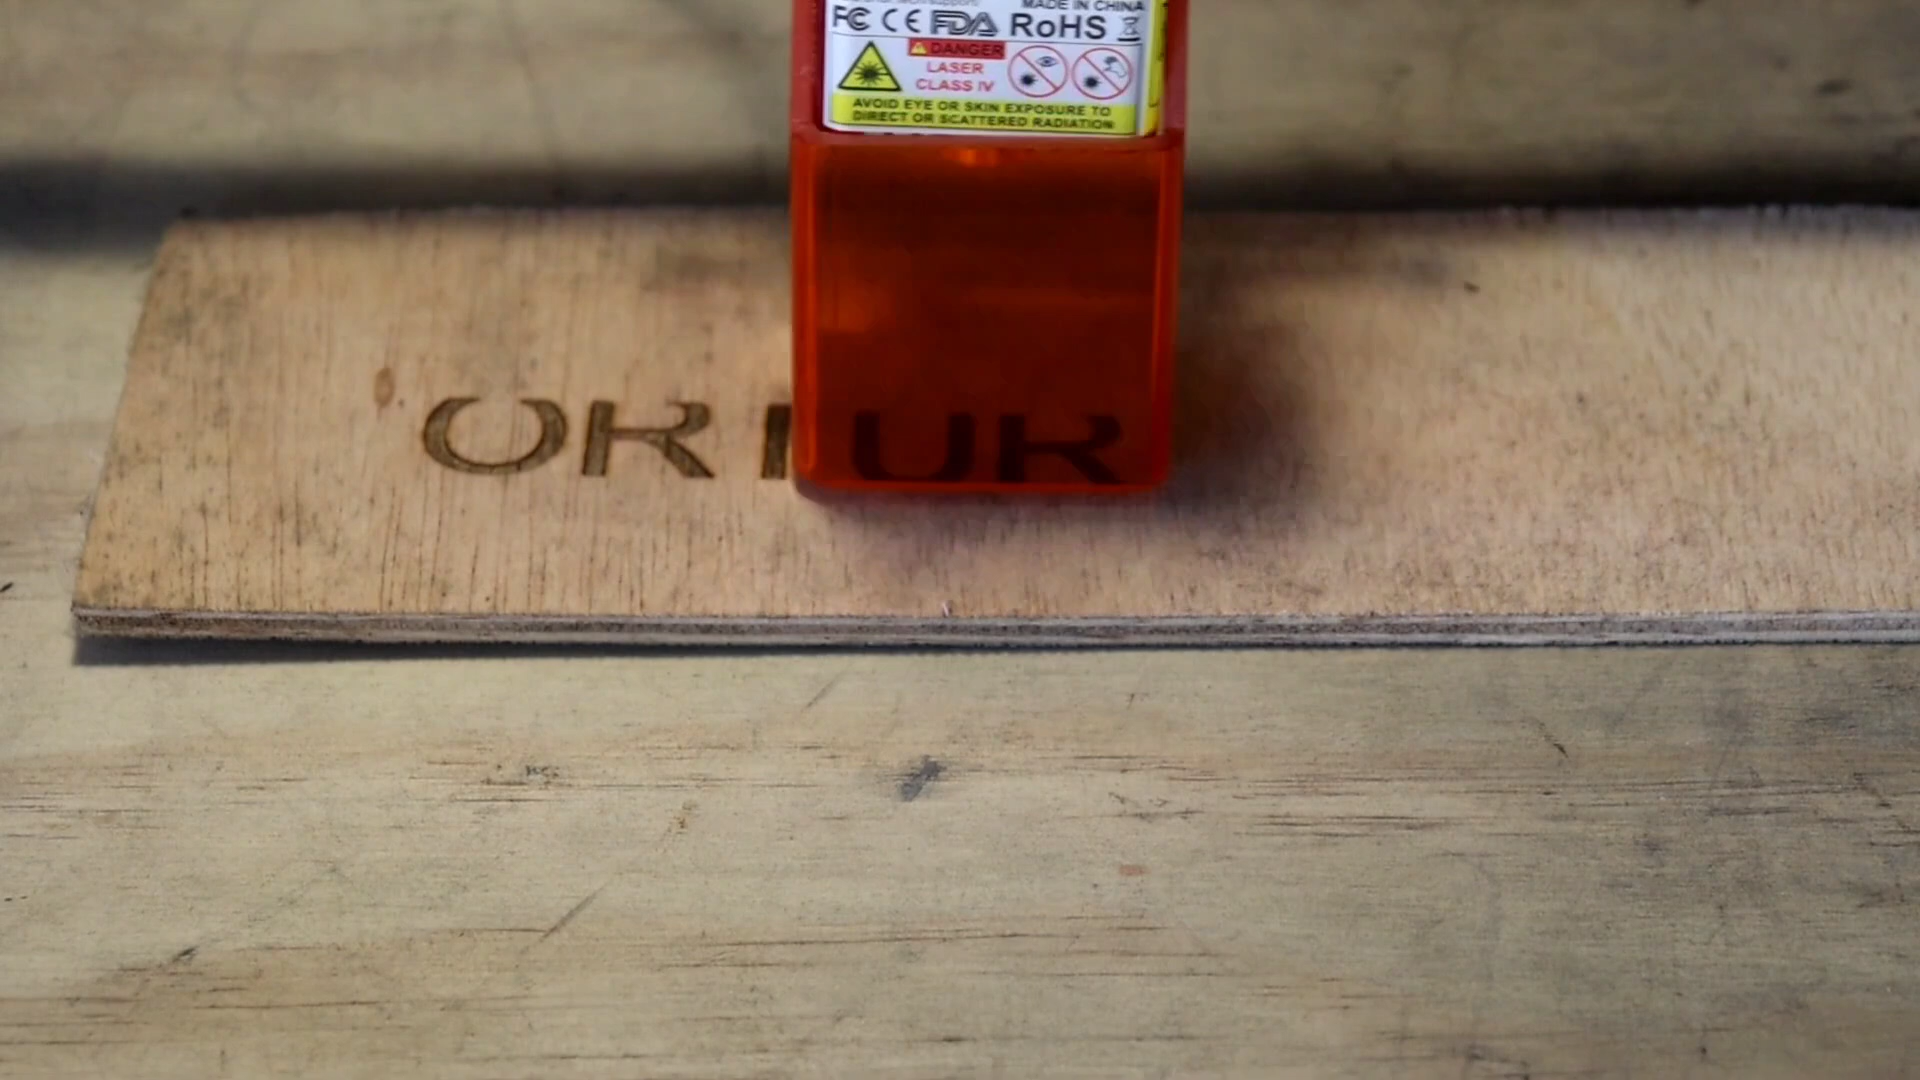 MADE IN CHINA
FC CE FDA RoHS
DANGER
LASER
CLASS IV
AVOID EYE OR SKIN EXPOSURE TO
DIRECT OR SCATTERED RADIATION
ORTUR